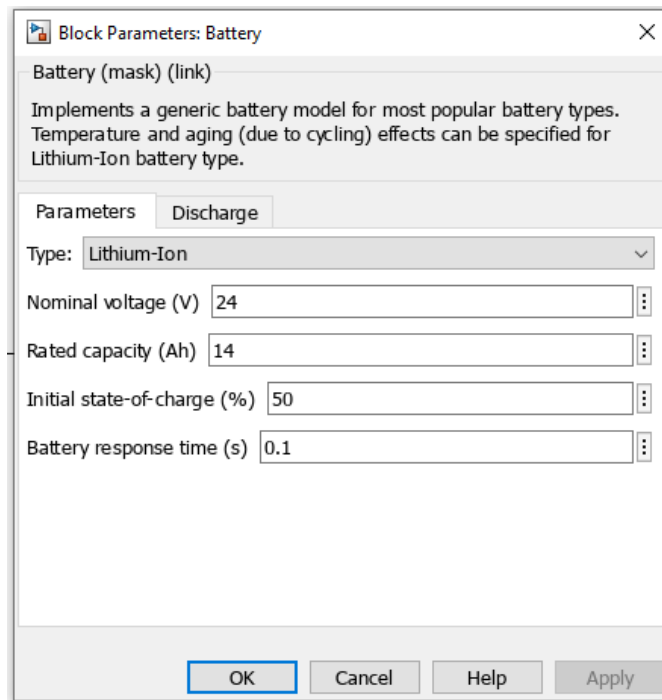 Block Parameters: Battery
Battery (mask) (link)
Implements a generic battery model for most popular battery types.
Temperature and aging (due to cycling) effects can be specified for
Lithium-Ion battery type.
Parameters Discharge
Type: Lithium-Ion
Nominal voltage (V) 24
Rated capacity (Ah) 14
Initial state-of-charge (%) 50
Battery response time (s) 0.1
OK Cancel Help Apply